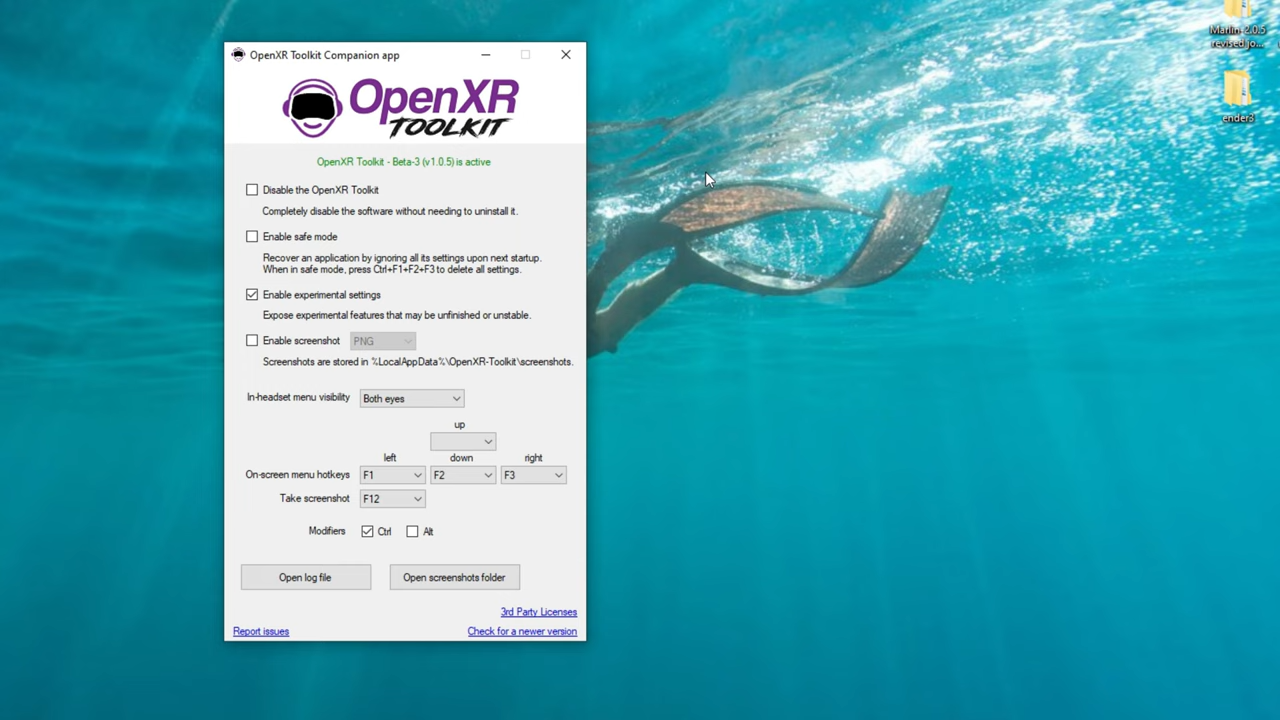 OpenXR Toolkit Companion app
OpenXR
TOOLKIT
OpenXR Toolkit - Beta-3 (v1.0.5) is active
Disable the OpenXR Toolkit
Completely disable the software without needing to uninstall it.
Enable safe mode
Recover an application by ignoring all its settings upon next startup.
When in safe mode, press Ctrl+F1+F2+F3 to delete all settings.
Enable experimental settings
Expose experimental features that may be unfinished or unstable.
Enable screenshot PNG
Screenshots are stored in %LocalAppData%\OpenXR-Toolkit\screenshots.
In-headset menu visibility Both eyes
up
left down right
On-screen menu hotkeys F1 F2 F3
Take screenshot F12
Modifiers Ctrl Alt
Open log file Open screenshots folder
3rd Party Licenses
Report issues Check for a newer version
Marlin-2.0.5
revised jo...
ender3